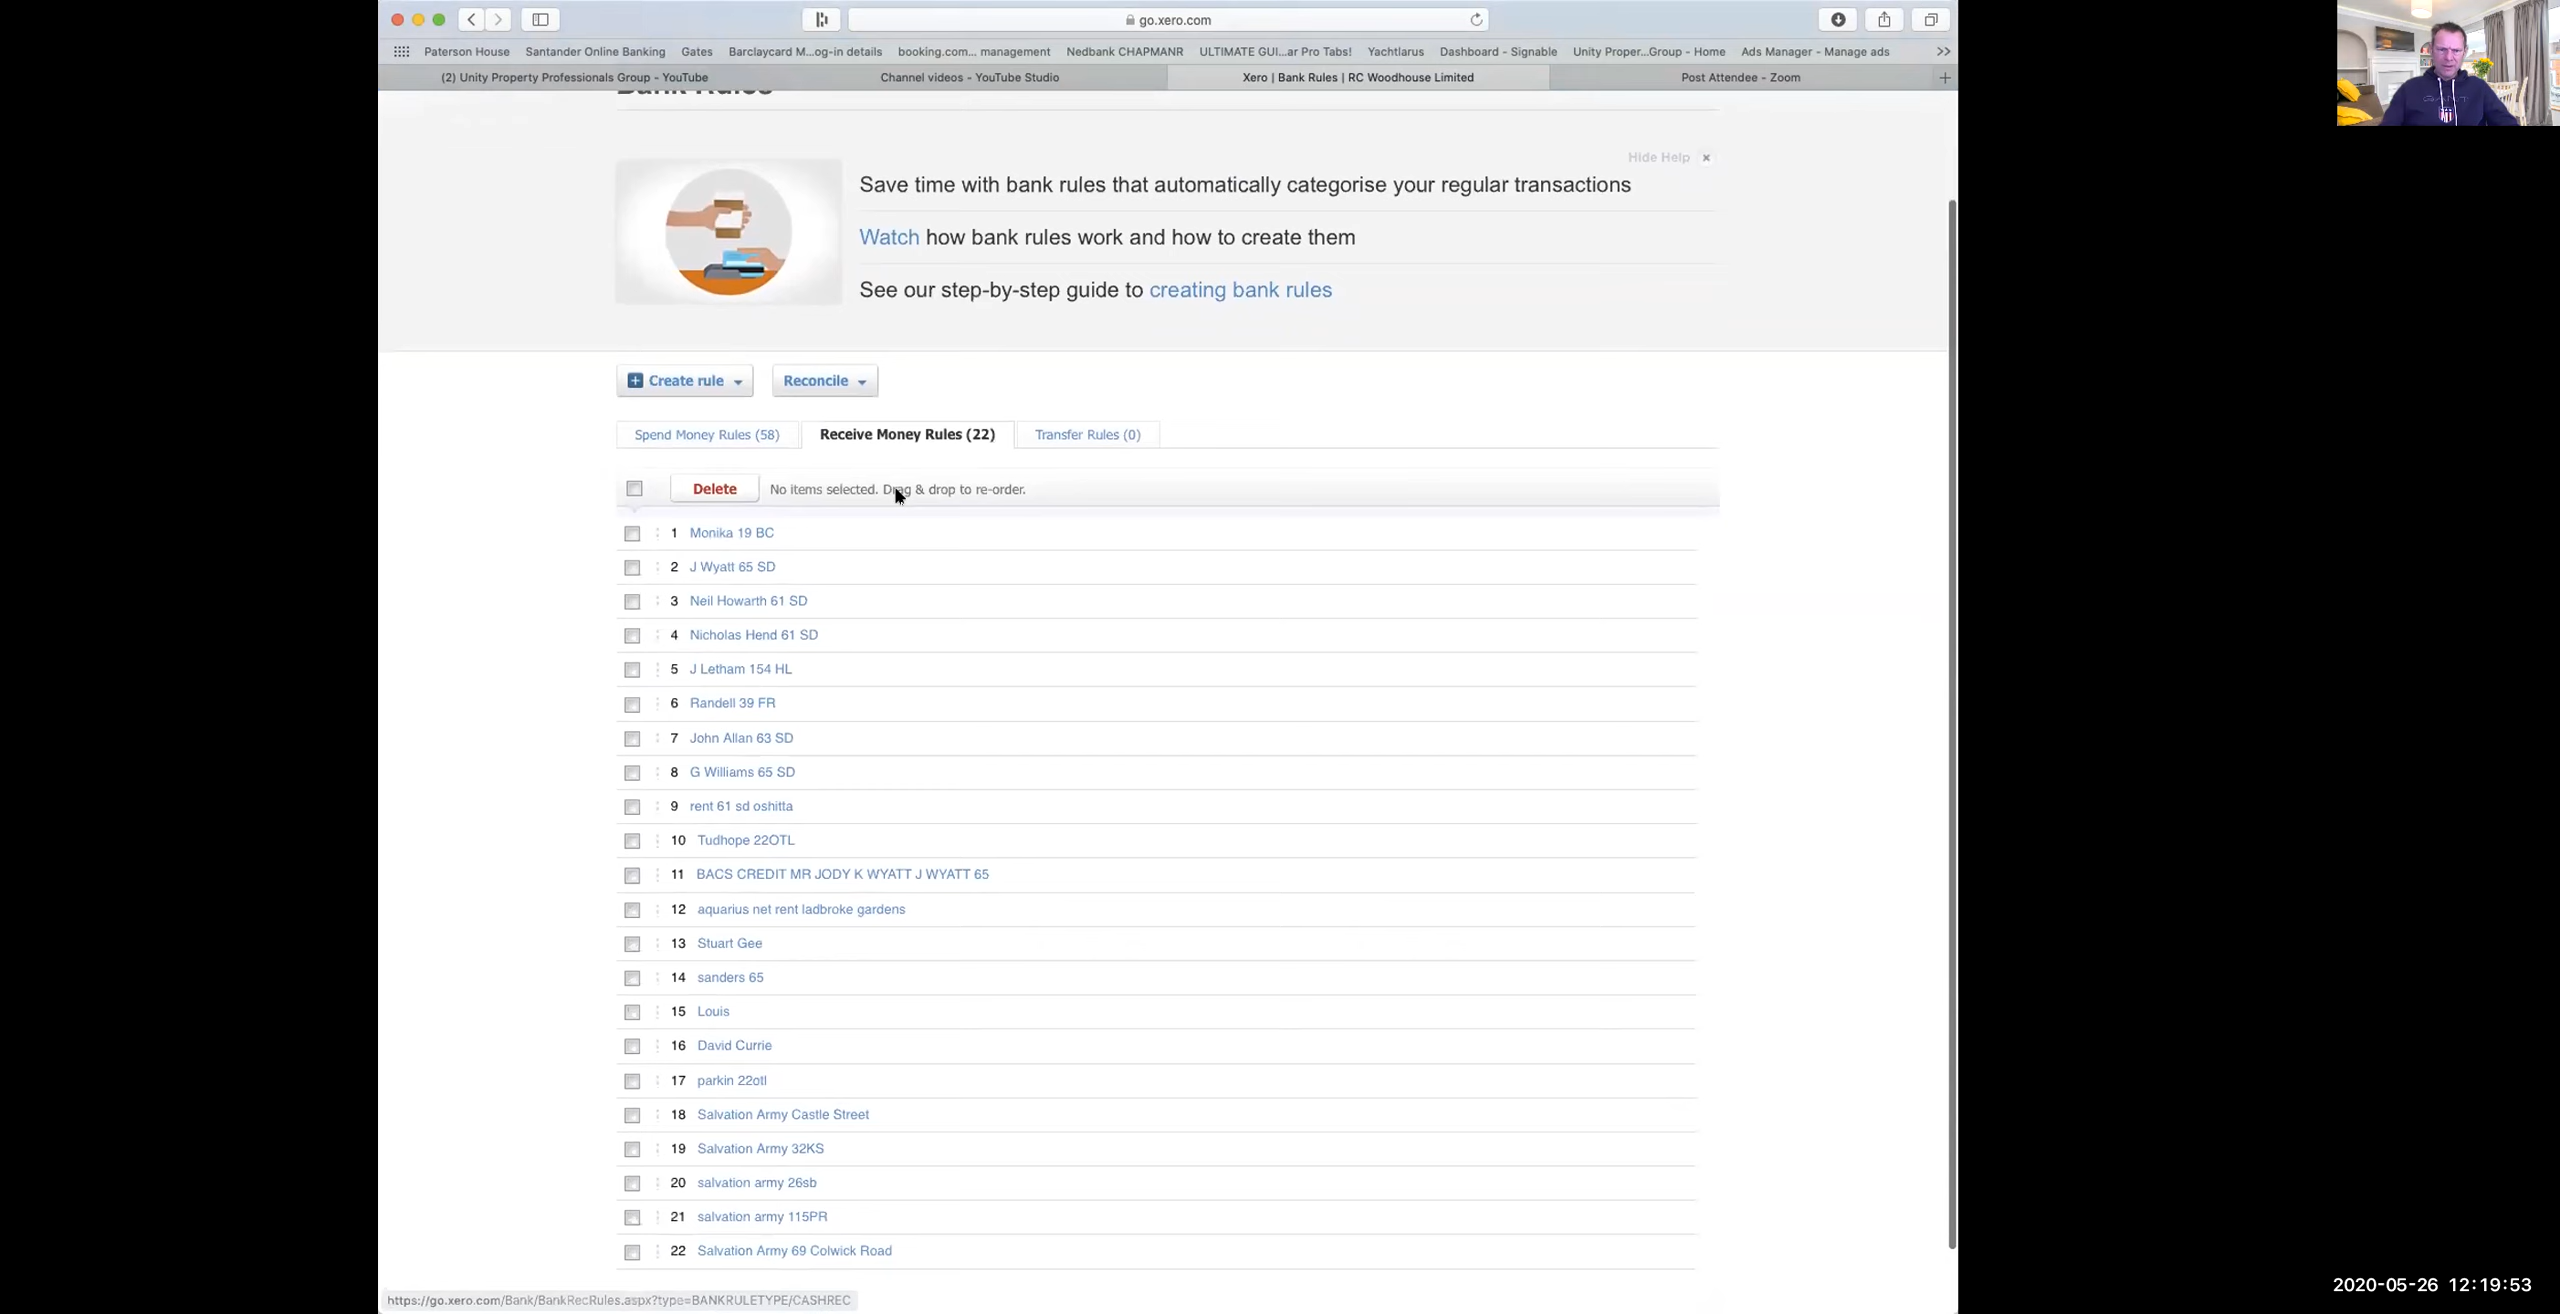 go.xero.com
Paterson House Santander Online Banking Gates Barclaycard M...og-in details booking.com... management Nedbank CHAPMANR ULTIMATE GUI...ar Pro Tabs! Yachtlarus Dashboard - Signable Unity Proper...Group - Home Ads Manager - Manage ads >>
(2) Unity Property Professionals Group - YouTube Channel videos - YouTube Studio Xero | Bank Rules | RC Woodhouse Limited Post Attendee - Zoom +
Bank Rules
Hide Help ×
Save time with bank rules that automatically categorise your regular transactions
Watch how bank rules work and how to create them
See our step-by-step guide to creating bank rules
Create rule Reconcile
Spend Money Rules (58) Receive Money Rules (22) Transfer Rules (0)
Delete No items selected. Drag & drop to re-order.
1 Monika 19 BC
2 J Wyatt 65 SD
3 Neil Howarth 61 SD
4 Nicholas Hend 61 SD
5 J Letham 154 HL
6 Randell 39 FR
7 John Allan 63 SD
8 G Williams 65 SD
9 rent 61 sd oshitta
10 Tudhope 22OTL
11 BACS CREDIT MR JODY K WYATT J WYATT 65
12 aquarius net rent ladbroke gardens
13 Stuart Gee
14 sanders 65
15 Louis
16 David Currie
17 parkin 22otl
18 Salvation Army Castle Street
19 Salvation Army 32KS
20 salvation army 26sb
21 salvation army 115PR
22 Salvation Army 69 Colwick Road
https://go.xero.com/Bank/BankRecRules.aspx?type=BANKRULETYPE/CASHREC
2020-05-26 12:19:53